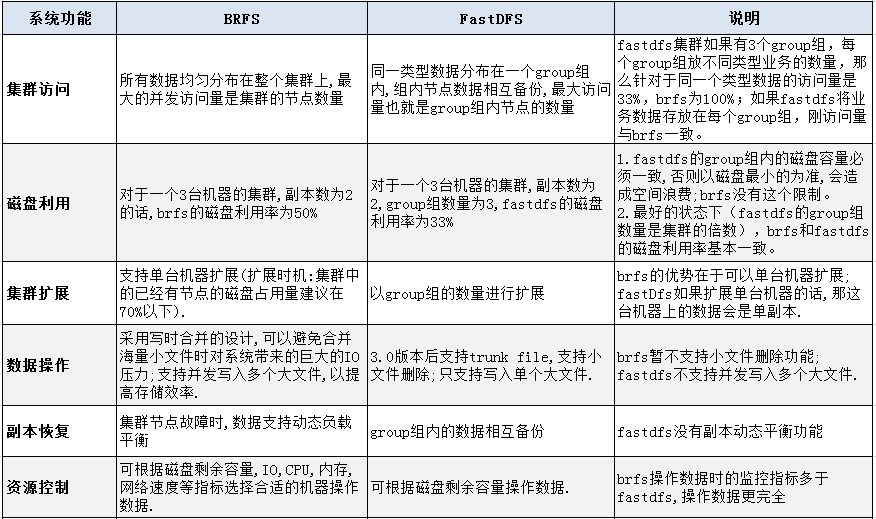 系统功能
BRFS
FastDFS
说明
集群访问
所有数据均匀分布在整个集群上,最
大的并发访问量是集群的节点数量
同一类型数据分布在一个group组
内,组内节点数据相互备份,最大访问
量也就是group组内节点的数量
fastdfs集群如果有3个group组，每
个group组放不同类型业务的数量，那
么针对于同一个类型数据的访问量是
33%，brfs为100%；如果fastdfs将业
务数据存放在每个group组，刚访问量
与brfs一致。
磁盘利用
对于一个3台机器的集群,副本数为2
的话,brfs的磁盘利用率为50%
对于一个3台机器的集群,副本数为
2,group组数量为3,fastdfs的磁盘
利用率为33%
1.fastdfs的group组内的磁盘容量必
须一致,否则以磁盘最小的为准,会造
成空间浪费;brfs没有这个限制。
2.最好的状态下（fastdfs的group组
数量是集群的倍数），brfs和fastdfs
的磁盘利用率基本一致。
集群扩展
支持单台机器扩展(扩展时机:集群中
的已经有节点的磁盘占用量建议在
70%以下).
以group组的数量进行扩展
brfs的优势在于可以单台机器扩展;
fastDfs如果扩展单台机器的话,那这
台机器上的数据会是单副本.
数据操作
采用写时合并的设计,可以避免合并
海量小文件时对系统带来的巨大的IO
压力;支持并发写入多个大文件,以提
高存储效率.
3.0版本后支持trunk file,支持小
文件删除;只支持写入单个大文件.
brfs暂不支持小文件删除功能;
fastdfs不支持并发写入多个大文件.
副本恢复
集群节点故障时,数据支持动态负载
平衡
group组内的数据相互备份
fastdfs没有副本动态平衡功能
资源控制
可根据磁盘剩余容量,IO,CPU,内存,
网络速度等指标选择合适的机器操作
数据.
可根据磁盘剩余容量操作数据.
brfs操作数据时的监控指标多于
fastdfs,操作数据更完全